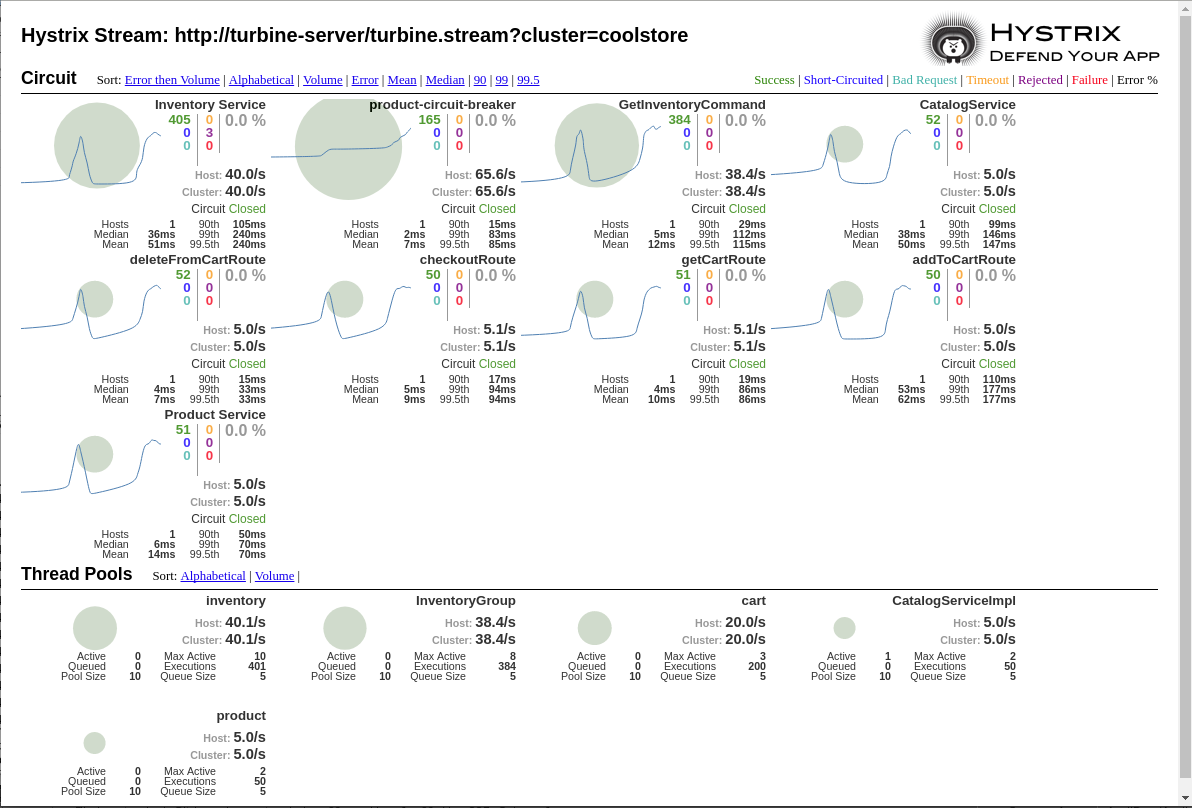 Hystrix Stream: http://turbine-server/turbine.stream?cluster=coolstore
HYSTRIX
DEFEND YOUR APP
Circuit Sort: Error then Volume | Alphabetical | Volume | Error | Mean | Median | 90 | 99 | 99.5
Success | Short-Circuited | Bad Request | Timeout | Rejected | Failure | Error %
Inventory Service
405 0 0.0 %
0 3
0 0
Host: 40.0/s
Cluster: 40.0/s
Circuit Closed
Hosts 1 90th 105ms
Median 36ms 99th 240ms
Mean 51ms 99.5th 240ms
product-circuit-breaker
165 0 0.0 %
0 0
0 0
Host: 65.6/s
Cluster: 65.6/s
Circuit Closed
Hosts 1 90th 15ms
Median 2ms 99th 83ms
Mean 7ms 99.5th 85ms
GetInventoryCommand
384 0 0.0 %
0 0
0 0
Host: 38.4/s
Cluster: 38.4/s
Circuit Closed
Hosts 1 90th 29ms
Median 5ms 99th 112ms
Mean 12ms 99.5th 115ms
CatalogService
52 0 0.0 %
0 0
0 0
Host: 5.0/s
Cluster: 5.0/s
Circuit Closed
Hosts 1 90th 99ms
Median 38ms 99th 146ms
Mean 50ms 99.5th 147ms
deleteFromCartRoute
52 0 0.0 %
0 0
0 0
Host: 5.0/s
Cluster: 5.0/s
Circuit Closed
Hosts 1 90th 15ms
Median 4ms 99th 33ms
Mean 7ms 99.5th 33ms
checkoutRoute
50 0 0.0 %
0 0
0 0
Host: 5.1/s
Cluster: 5.1/s
Circuit Closed
Hosts 1 90th 17ms
Median 5ms 99th 94ms
Mean 9ms 99.5th 94ms
getCartRoute
51 0 0.0 %
0 0
0 0
Host: 5.1/s
Cluster: 5.1/s
Circuit Closed
Hosts 1 90th 19ms
Median 4ms 99th 86ms
Mean 10ms 99.5th 86ms
addToCartRoute
50 0 0.0 %
0 0
0 0
Host: 5.0/s
Cluster: 5.0/s
Circuit Closed
Hosts 1 90th 110ms
Median 53ms 99th 177ms
Mean 62ms 99.5th 177ms
Product Service
51 0 0.0 %
0 0
0 0
Host: 5.0/s
Cluster: 5.0/s
Circuit Closed
Hosts 1 90th 50ms
Median 6ms 99th 70ms
Mean 14ms 99.5th 70ms
Thread Pools Sort: Alphabetical | Volume |
inventory
Host: 40.1/s
Cluster: 40.1/s
Active 0 Max Active 10
Queued 0 Executions 401
Pool Size 10 Queue Size 5
InventoryGroup
Host: 38.4/s
Cluster: 38.4/s
Active 0 Max Active 8
Queued 0 Executions 384
Pool Size 10 Queue Size 5
cart
Host: 20.0/s
Cluster: 20.0/s
Active 0 Max Active 3
Queued 0 Executions 200
Pool Size 10 Queue Size 5
CatalogServiceImpl
Host: 5.0/s
Cluster: 5.0/s
Active 1 Max Active 2
Queued 0 Executions 50
Pool Size 10 Queue Size 5
product
Host: 5.0/s
Cluster: 5.0/s
Active 0 Max Active 2
Queued 0 Executions 50
Pool Size 10 Queue Size 5